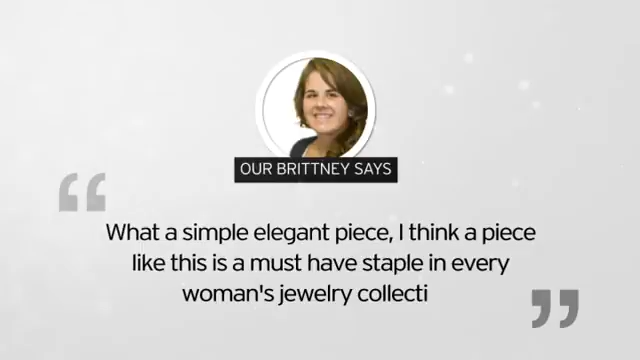 OUR BRITTNEY SAYS
What a simple elegant piece, I think a piece
like this is a must have staple in every
woman's jewelry collecti